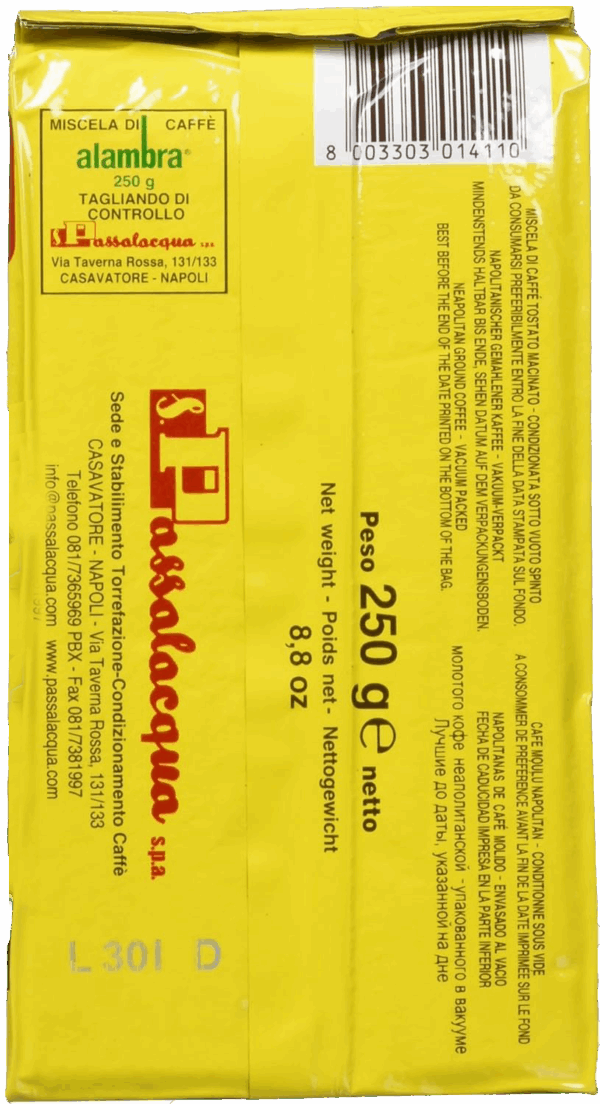 8 003303 014110
MISCELA DI CAFFÈ
alambra®
250 g
TAGLIANDO DI
CONTROLLO
S. Passalacqua s.p.a.
Via Taverna Rossa, 131/133
CASAVATORE - NAPOLI
MISCELA DI CAFFÈ TOSTATO MACINATO - CONDIZIONATA SOTTO VUOTO SPINTO
DA CONSUMARSI PREFERIBILMENTE ENTRO LA FINE DELLA DATA STAMPATA SUL FONDO.
NAPOLITANISCHER GEMAHLENER KAFFEE - VAKUUM-VERPACKT
MINDENSTENDS HALTBAR BIS ENDE, SEHEN DATUM AUF DEM VERPACKUNGENSBODEN.
NEAPOLITAN GROUND COFFEE - VACUUM PACKED
BEST BEFORE THE END OF THE DATE PRINTED ON THE BOTTOM OF THE BAG.
CAFE MOULU NAPOLITAN - CONDITIONNE SOUS VIDE
A CONSOMMER DE PREFERENCE AVANT LA FIN DE LA DATE IMPRIMEE SUR LE FOND
NAPOLITANAS DE CAFÉ MOLIDO - ENVASADO AL VACIO
FECHA DE CADUCIDAD IMPRESA EN LA PARTE INFERIOR
молотого кофе неаполитанской - упакованного в вакууме
Лучшие до даты, указанной на дне
Peso 250 g ℮ netto
Net weight - Poids net - Nettogewicht
8,8 oz
S. Passalacqua s.p.a.
Sede e Stabilimento Torrefazione-Condizionamento Caffè
CASAVATORE - NAPOLI - Via Taverna Rossa, 131/133
Telefono 081/7365969 PBX - Fax 081/7381997
info@passalacqua.com www.passalacqua.com
L 301 D